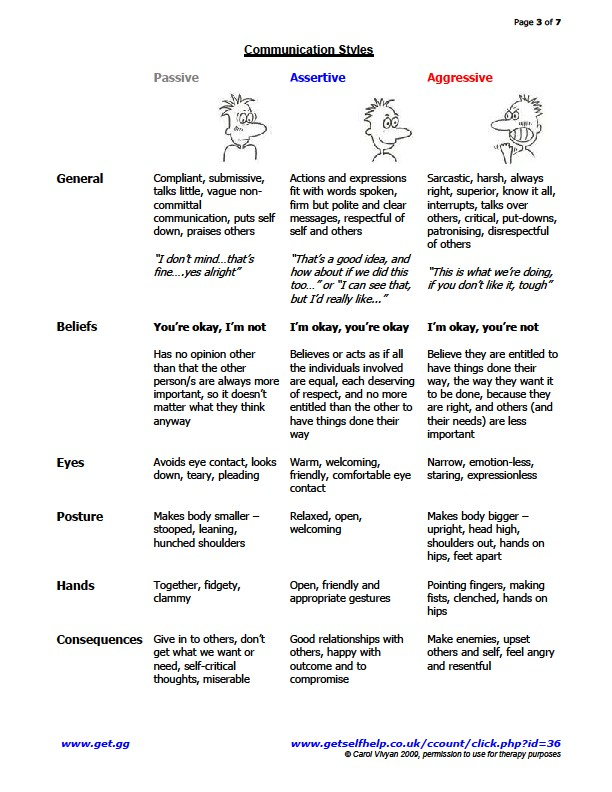 Page 3 of 7
Communication Styles
Passive
Assertive
Aggressive
General
Compliant, submissive,
talks little, vague non-
committal
communication, puts self
down, praises others
"I don't mind…that's
fine….yes alright"
Actions and expressions
fit with words spoken,
firm but polite and clear
messages, respectful of
self and others
"That's a good idea, and
how about if we did this
too…" or "I can see that,
but I'd really like..."
Sarcastic, harsh, always
right, superior, know it all,
interrupts, talks over
others, critical, put-downs,
patronising, disrespectful
of others
"This is what we're doing,
if you don't like it, tough"
Beliefs
You're okay, I'm not
Has no opinion other
than that the other
person/s are always more
important, so it doesn't
matter what they think
anyway
I'm okay, you're okay
Believes or acts as if all
the individuals involved
are equal, each deserving
of respect, and no more
entitled than the other to
have things done their
way
I'm okay, you're not
Believe they are entitled to
have things done their
way, the way they want it
to be done, because they
are right, and others (and
their needs) are less
important
Eyes
Avoids eye contact, looks
down, teary, pleading
Warm, welcoming,
friendly, comfortable eye
contact
Narrow, emotion-less,
staring, expressionless
Posture
Makes body smaller –
stooped, leaning,
hunched shoulders
Relaxed, open,
welcoming
Makes body bigger –
upright, head high,
shoulders out, hands on
hips, feet apart
Hands
Together, fidgety,
clammy
Open, friendly and
appropriate gestures
Pointing fingers, making
fists, clenched, hands on
hips
Consequences
Give in to others, don't
get what we want or
need, self-critical
thoughts, miserable
Good relationships with
others, happy with
outcome and to
compromise
Make enemies, upset
others and self, feel angry
and resentful
www.get.gg
www.getselfhelp.co.uk/ccount/click.php?id=36
© Carol Vivyan 2009, permission to use for therapy purposes